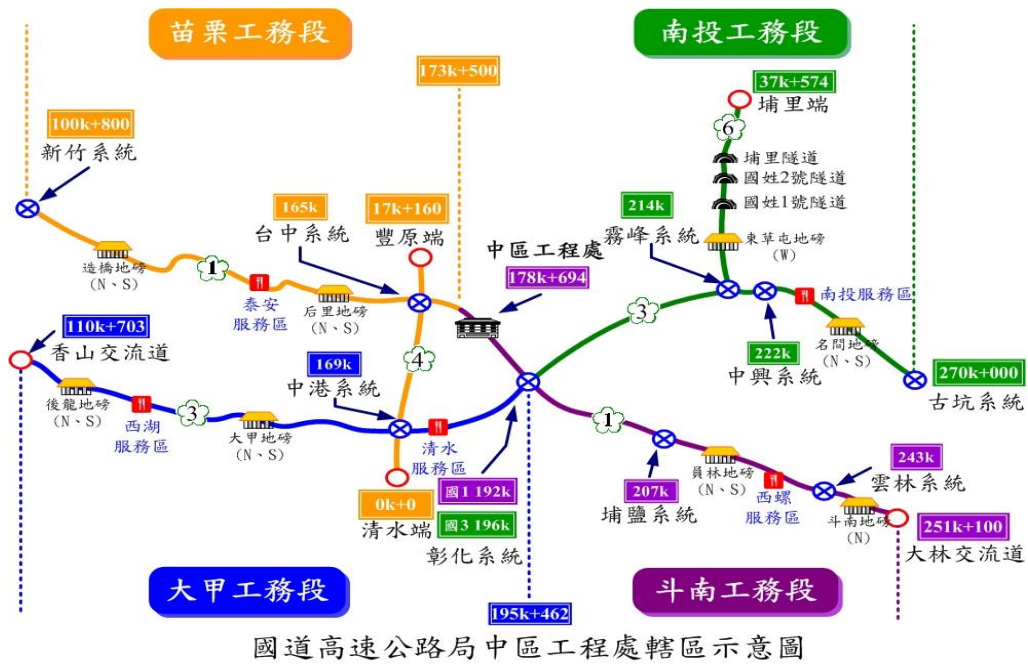 苗栗工務段
南投工務段
173k+500
37k+574
埔里端
100k+800
新竹系統
6
埔里隧道
國姓2號隧道
國姓1號隧道
165k
台中系統
17k+160
豐原端
214k
霧峰系統
東草屯地磅
(W)
中區工程處
178k+694
造橋地磅
(N、S)
1
泰安
服務區
后里地磅
(N、S)
3
南投服務區
名間地磅
(N、S)
110k+703
香山交流道
169k
中港系統
4
222k
中興系統
270k+000
古坑系統
後龍地磅
(N、S)
西湖
服務區
3
大甲地磅
(N、S)
清水
服務區
1
0k+0
清水端
國1 192k
國3 196k
彰化系統
207k
埔鹽系統
員林地磅
(N、S)
西螺
服務區
243k
雲林系統
斗南地磅
(N)
251k+100
大林交流道
大甲工務段
195k+462
斗南工務段
國道高速公路局中區工程處轄區示意圖